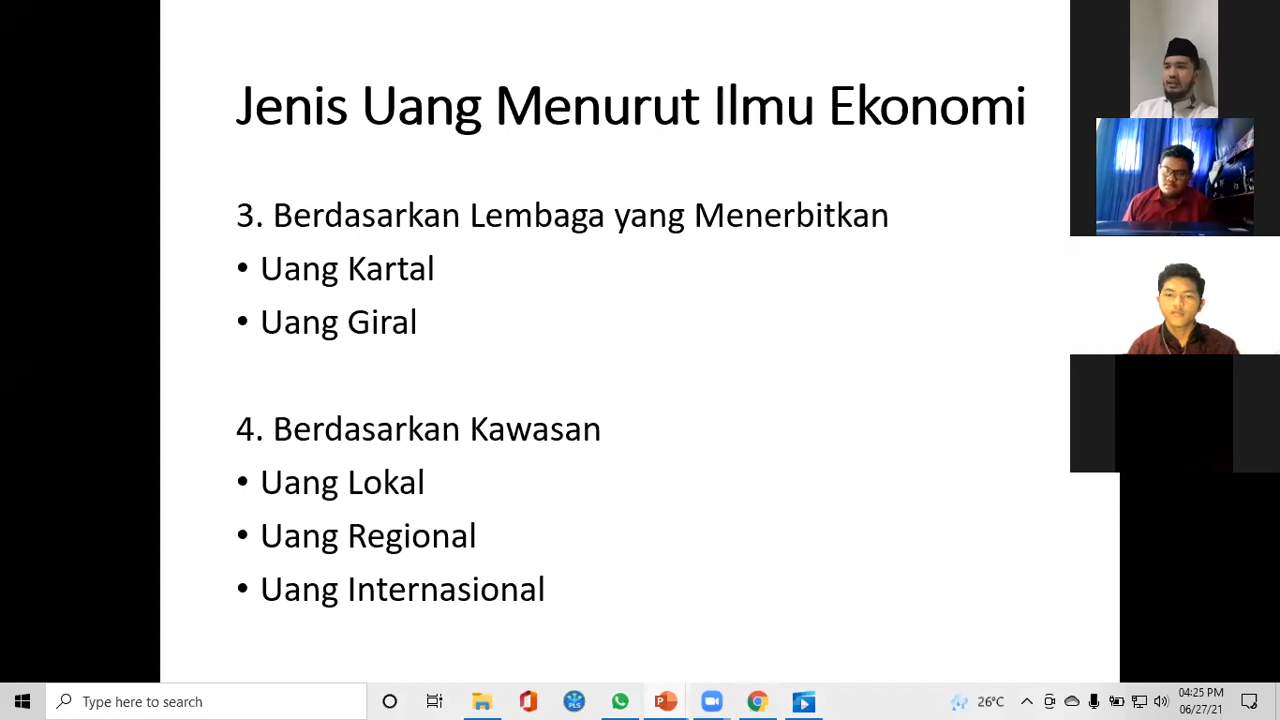 Jenis Uang Menurut Ilmu Ekonomi
3. Berdasarkan Lembaga yang Menerbitkan
• Uang Kartal
• Uang Giral
4. Berdasarkan Kawasan
• Uang Lokal
• Uang Regional
• Uang Internasional
Type here to search
PLS
26°C
04:25 PM
06/27/21